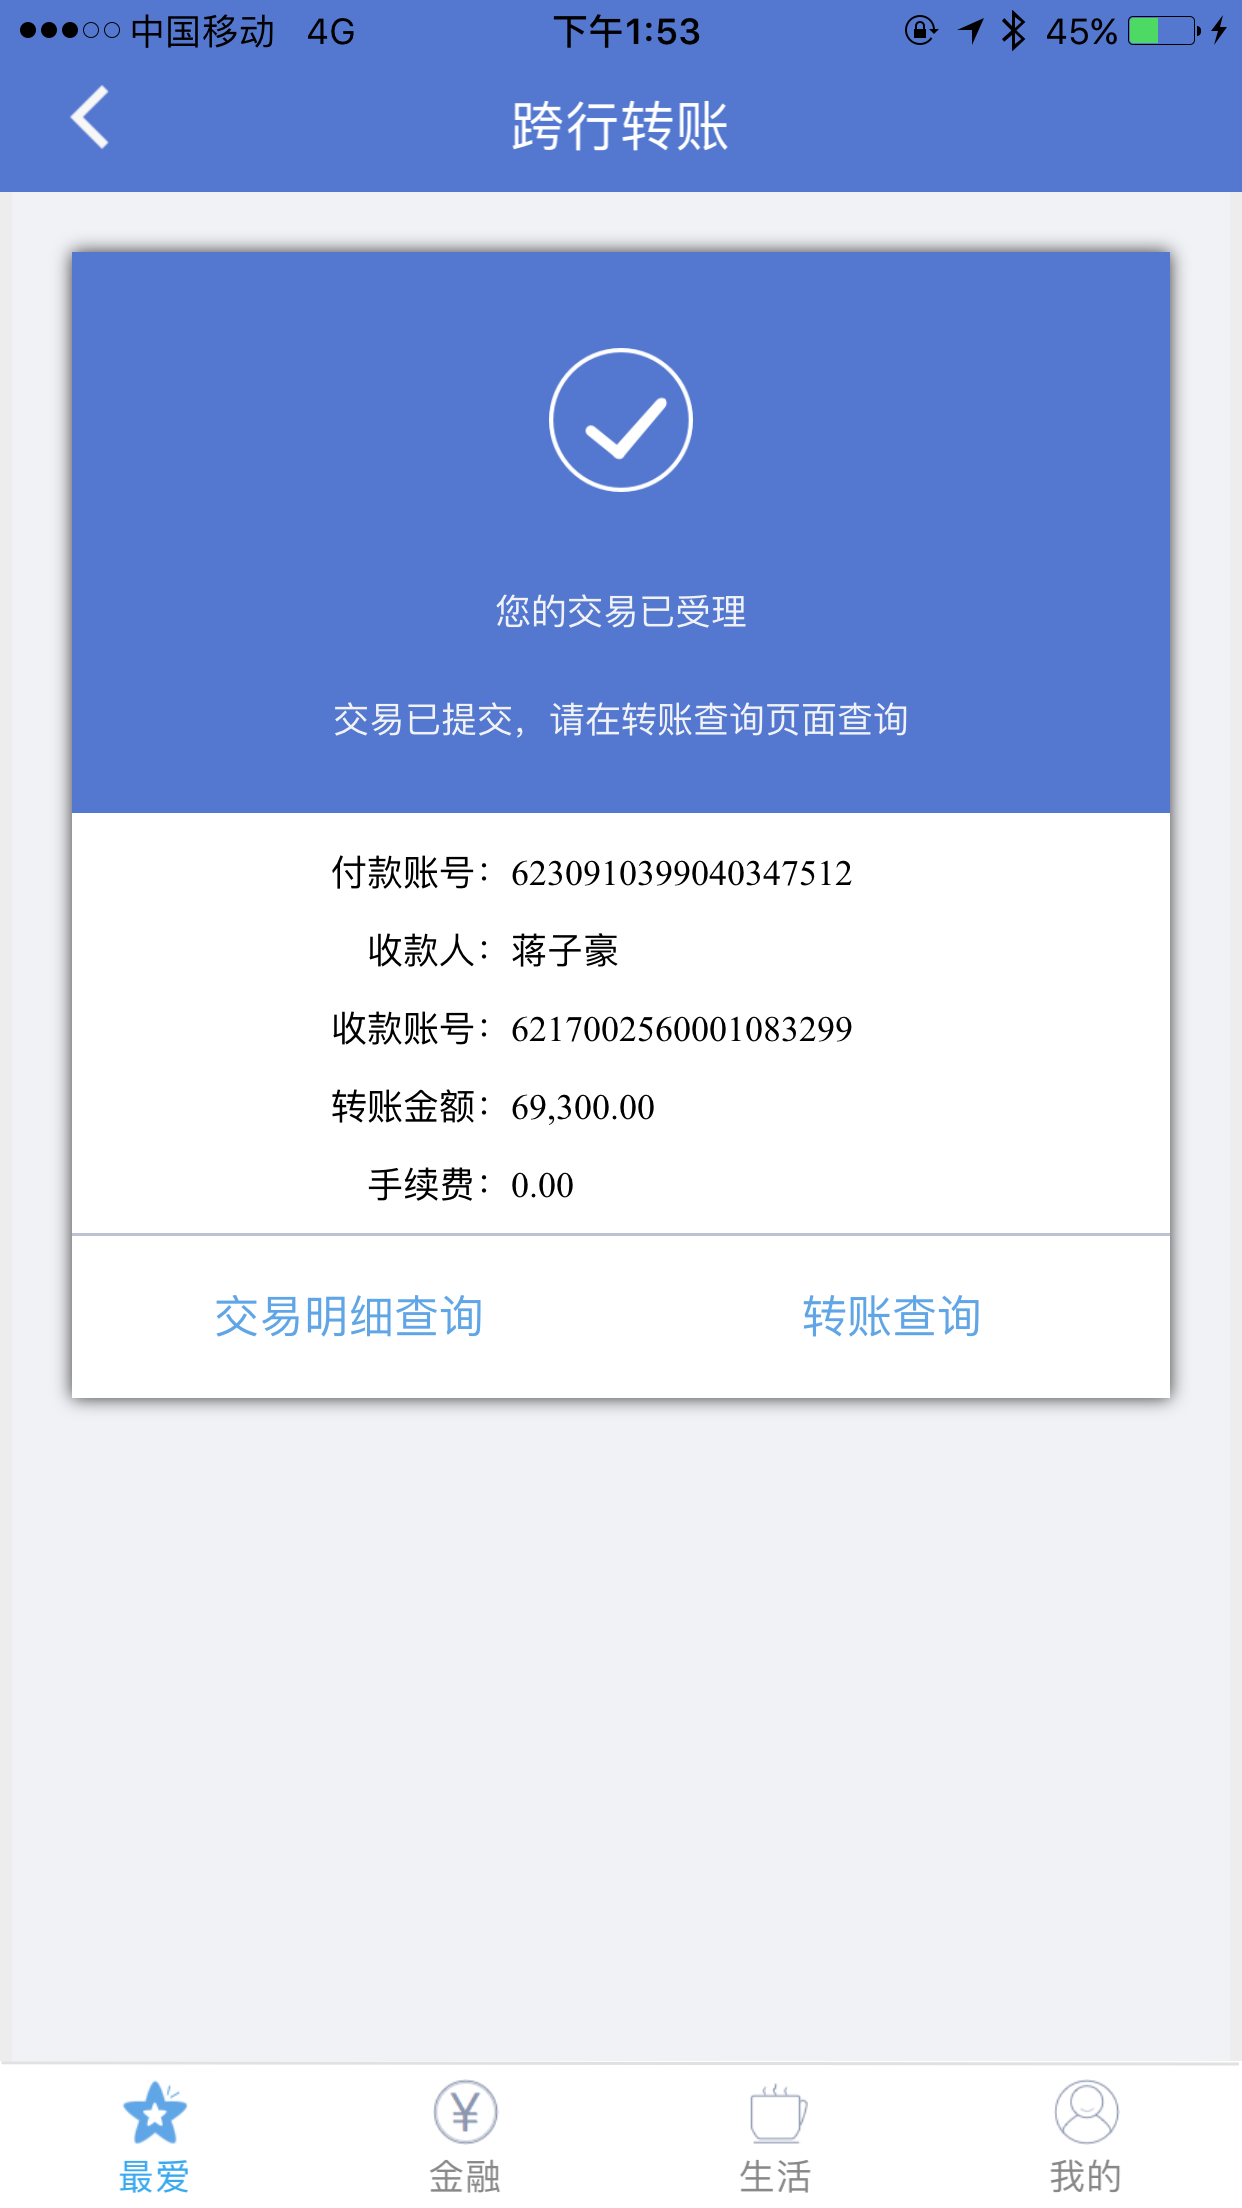 中国移动 4G 下午1:53 45%
跨行转账
您的交易已受理
交易已提交，请在转账查询页面查询
付款账号：6230910399040347512
收款人：蒋子豪
收款账号：6217002560001083299
转账金额：69,300.00
手续费：0.00
交易明细查询 转账查询
最爱 金融 生活 我的